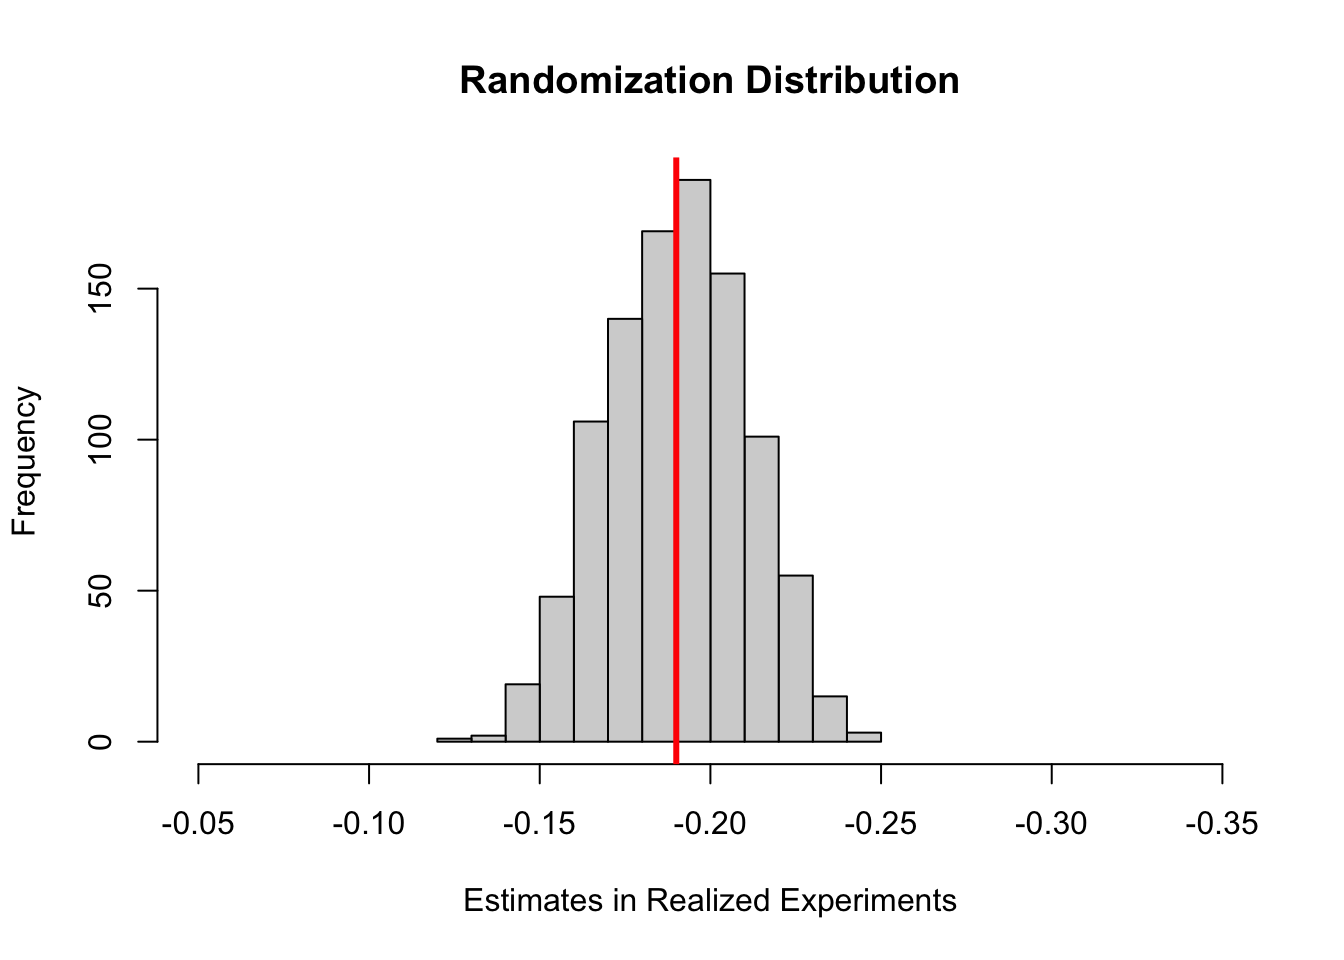 Randomization Distribution
Frequency
150
100
50
0
-0.05 -0.10 -0.15 -0.20 -0.25 -0.30 -0.35
Estimates in Realized Experiments